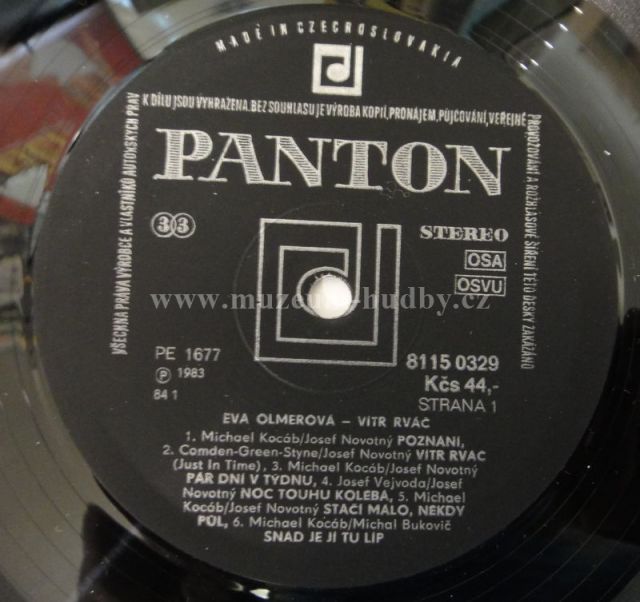 MADE IN CZECHOSLOVAKIA
VŠECHNA PRÁVA VÝROBCE A VLASTNÍKŮ AUTORSKÝCH PRÁV
K DÍLU JSOU VYHRAŽENA. BEZ SOUHLASU JE VÝROBA KOPIÍ, PRONÁJEM, PŮJČOVÁNÍ, VEŘEJNÉ
PROVOZOVÁNÍ A ROZHLASOVÉ ŠÍŘENÍ TÉTO DESKY ZAKÁZÁNO
PANTON
33
STEREO
OSA
OSVU
www.muzeum-hudby.cz
PE 1677
Ⓟ 1983
84 1
8115 0329
Kčs 44,-
STRANA 1
EVA OLMEROVÁ – VÍTR RVÁČ
1. Michael Kocáb/Josef Novotný POZNÁNÍ,
2. Comden-Green-Styne/Josef Novotný VÍTR RVÁČ
(Just In Time), 3. Michael Kocáb/Josef Novotný
PÁR DNÍ V TÝDNU, 4. Josef Vejvoda/Josef
Novotný NOC TOUHU KOLÉBÁ, 5. Michael
Kocáb/Josef Novotný STAČÍ MÁLO, NĚKDY
PŮL, 6. Michael Kocáb/Michal Bukovič
SNAD JE JÍ TU LÍP